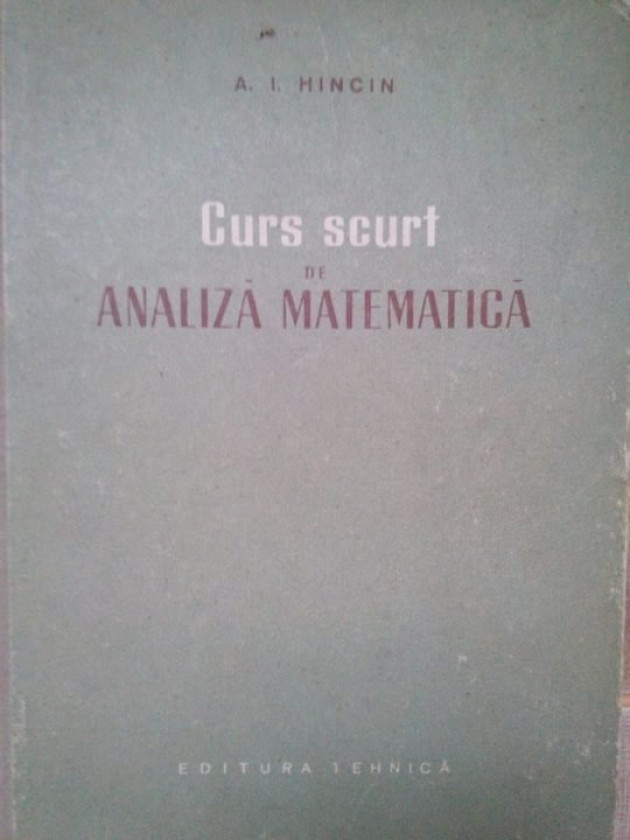 A. I. HINCIN
Curs scurt
DE
ANALIZĂ MATEMATICĂ
EDITURA TEHNICĂ